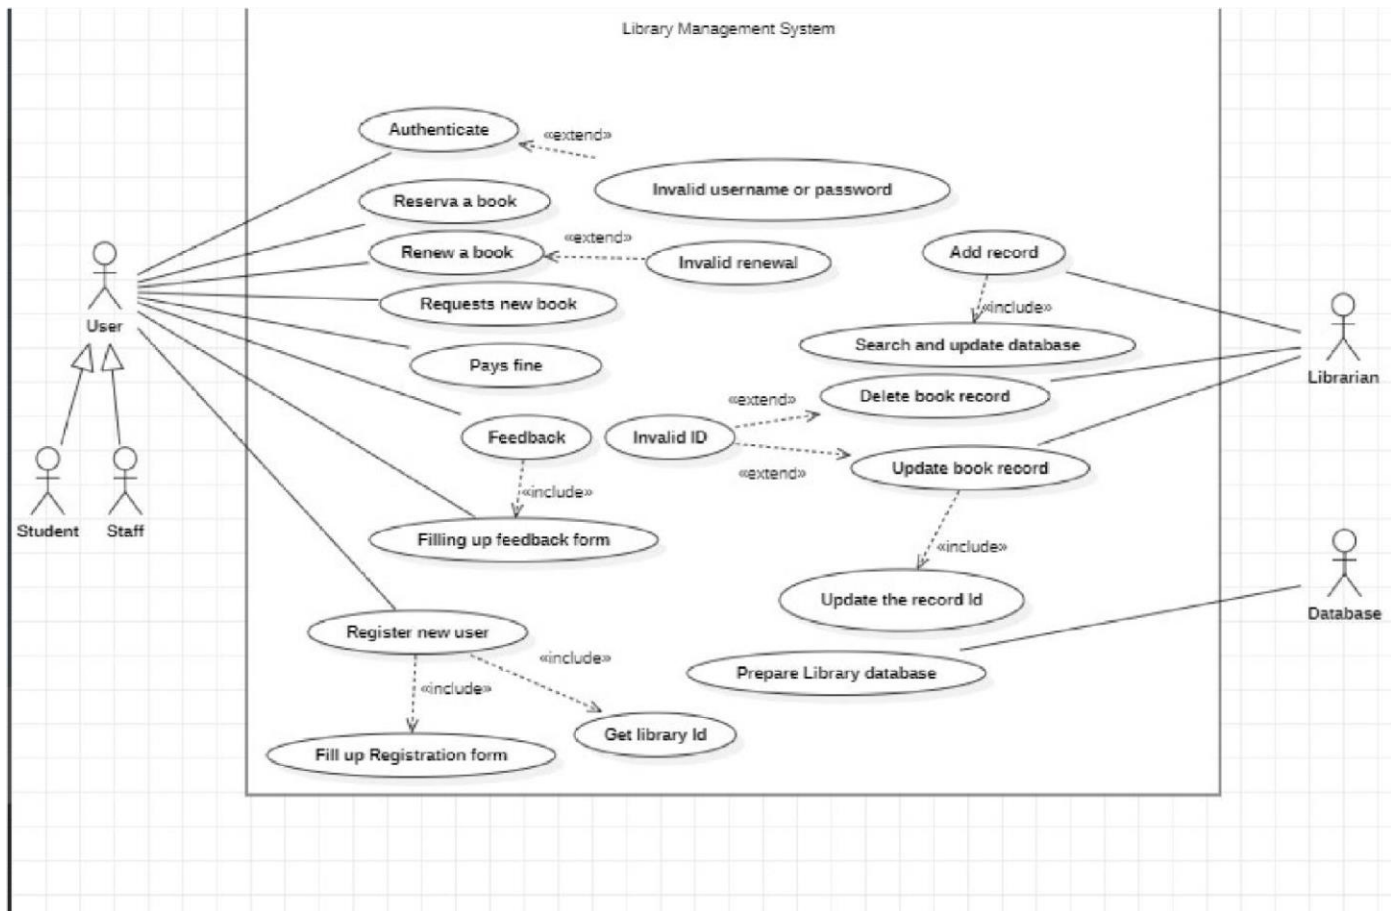 Library Management System
Authenticate
«extend»
Invalid username or password
Reserva a book
«extend»
Renew a book
Invalid renewal
Add record
Requests new book
«include»
User
Search and update database
Pays fine
Librarian
Delete book record
«extend»
Feedback
Invalid ID
Update book record
«extend»
«include»
Student
Staff
Filling up feedback form
«include»
Update the record Id
Database
Register new user
«include»
Prepare Library database
«include»
Get library Id
Fill up Registration form